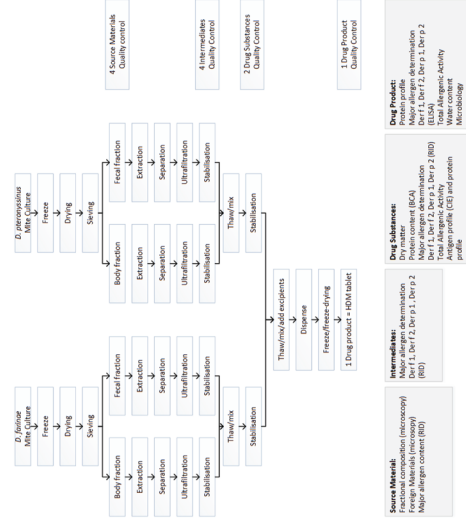 D. farinae
Mite Culture
Freeze
Drying
Sieving
Body fraction
Extraction
Separation
Ultrafiltration
Stabilisation
Fecal fraction
Extraction
Separation
Ultrafiltration
Stabilisation
Thaw/mix
Stabilisation
D. pteronyssinus
Mite Culture
Freeze
Drying
Sieving
Body fraction
Extraction
Separation
Ultrafiltration
Stabilisation
Fecal fraction
Extraction
Separation
Ultrafiltration
Stabilisation
Thaw/mix
Stabilisation
Thaw/mix/add excipients
Dispense
Freeze/freeze-drying
1 Drug product = HDM tablet
4 Source Materials
Quality control
4 Intermediates
Quality control
2 Drug Substances
Quality Control
1 Drug Product
Quality Control
Source Material:
Fractional composition (microscopy)
Foreign Materials (microsopy)
Major allergen content (RID)
Intermediates:
Major allergen determination
Der f 1, Der f 2, Der p 1, Der p 2
(RID)
Drug Substances:
Dry matter
Protein content (BCA)
Major allergen determination
Der f 1, Der f 2, Der p 1, Der p 2 (RID)
Total Allergenic Activity
Antigen profile (CIE) and protein
profile
Drug Product:
Protein profile
Major allergen determination
Der f 1, Der f 2, Der p 1, Der p 2
(ELISA)
Total Allergenic Activity
Water content
Microbiology